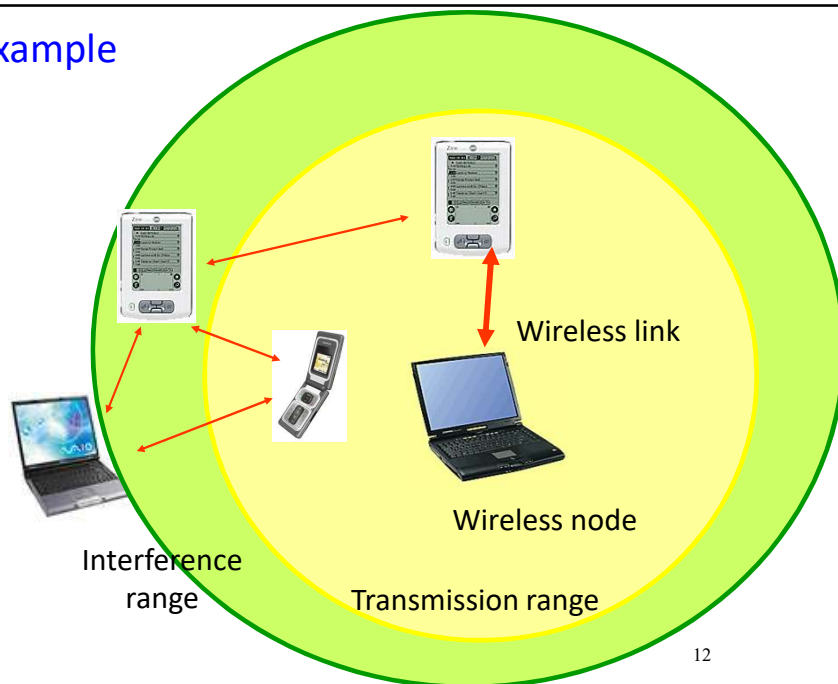 xample
Wireless link
Wireless node
Interference
range
Transmission range
12